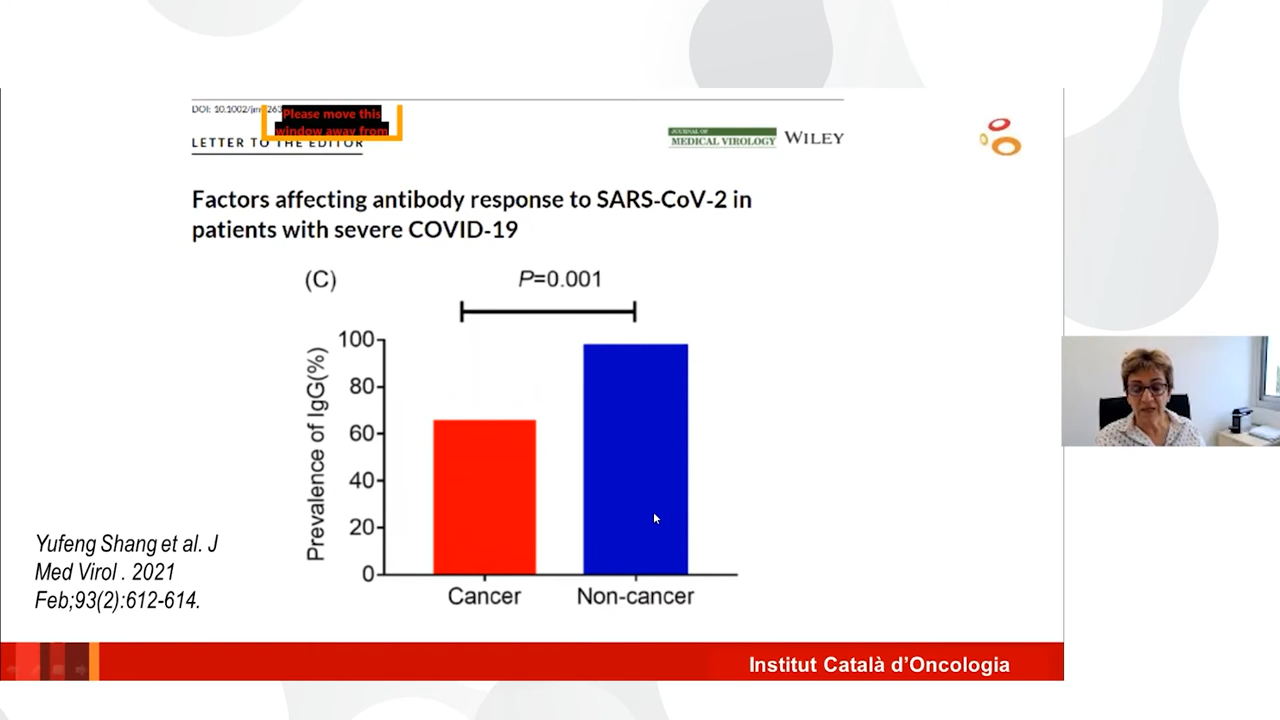 DOI: 10.1002/jm
Please move this
window away from
LETTER TO THE EDITOR
JOURNAL OF
MEDICAL VIROLOGY WILEY
Factors affecting antibody response to SARS-CoV-2 in
patients with severe COVID-19
(C)
P=0.001
Prevalence of IgG(%)
100
80
60
40
20
0
Cancer Non-cancer
Yufeng Shang et al. J
Med Virol . 2021
Feb;93(2):612-614.
Institut Català d’Oncologia